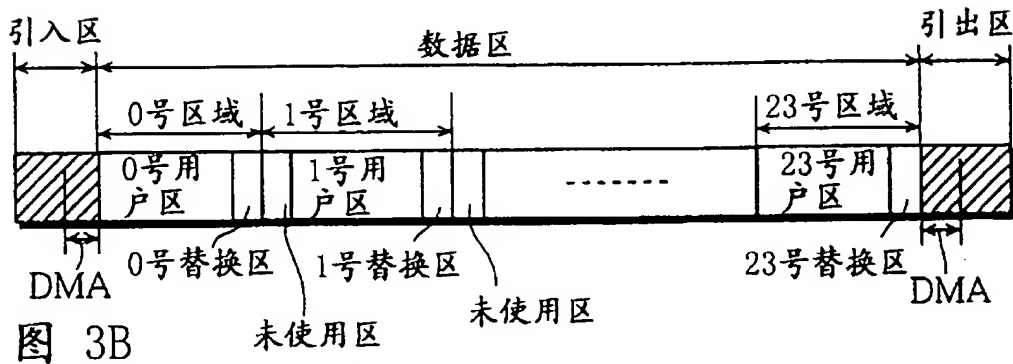 引入区
数据区
引出区
0号区域
1号区域
23号区域
0号用
户区
1号用
户区
23号用
户区
0号替换区
1号替换区
23号替换区
DMA
未使用区
未使用区
DMA
图 3B